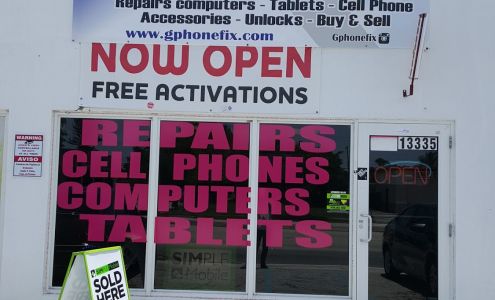 Repairs computers - Tablets - Cell Phone
Accessories - Unlocks - Buy & Sell
www.gphonefix.com
Gphonefix
NOW OPEN
FREE ACTIVATIONS
WARNING
AVISO
REPAIRS
CELL PHONES
COMPUTERS
TABLETS
SIMPLE
Mobile
13335
OPEN
SOLD
HERE